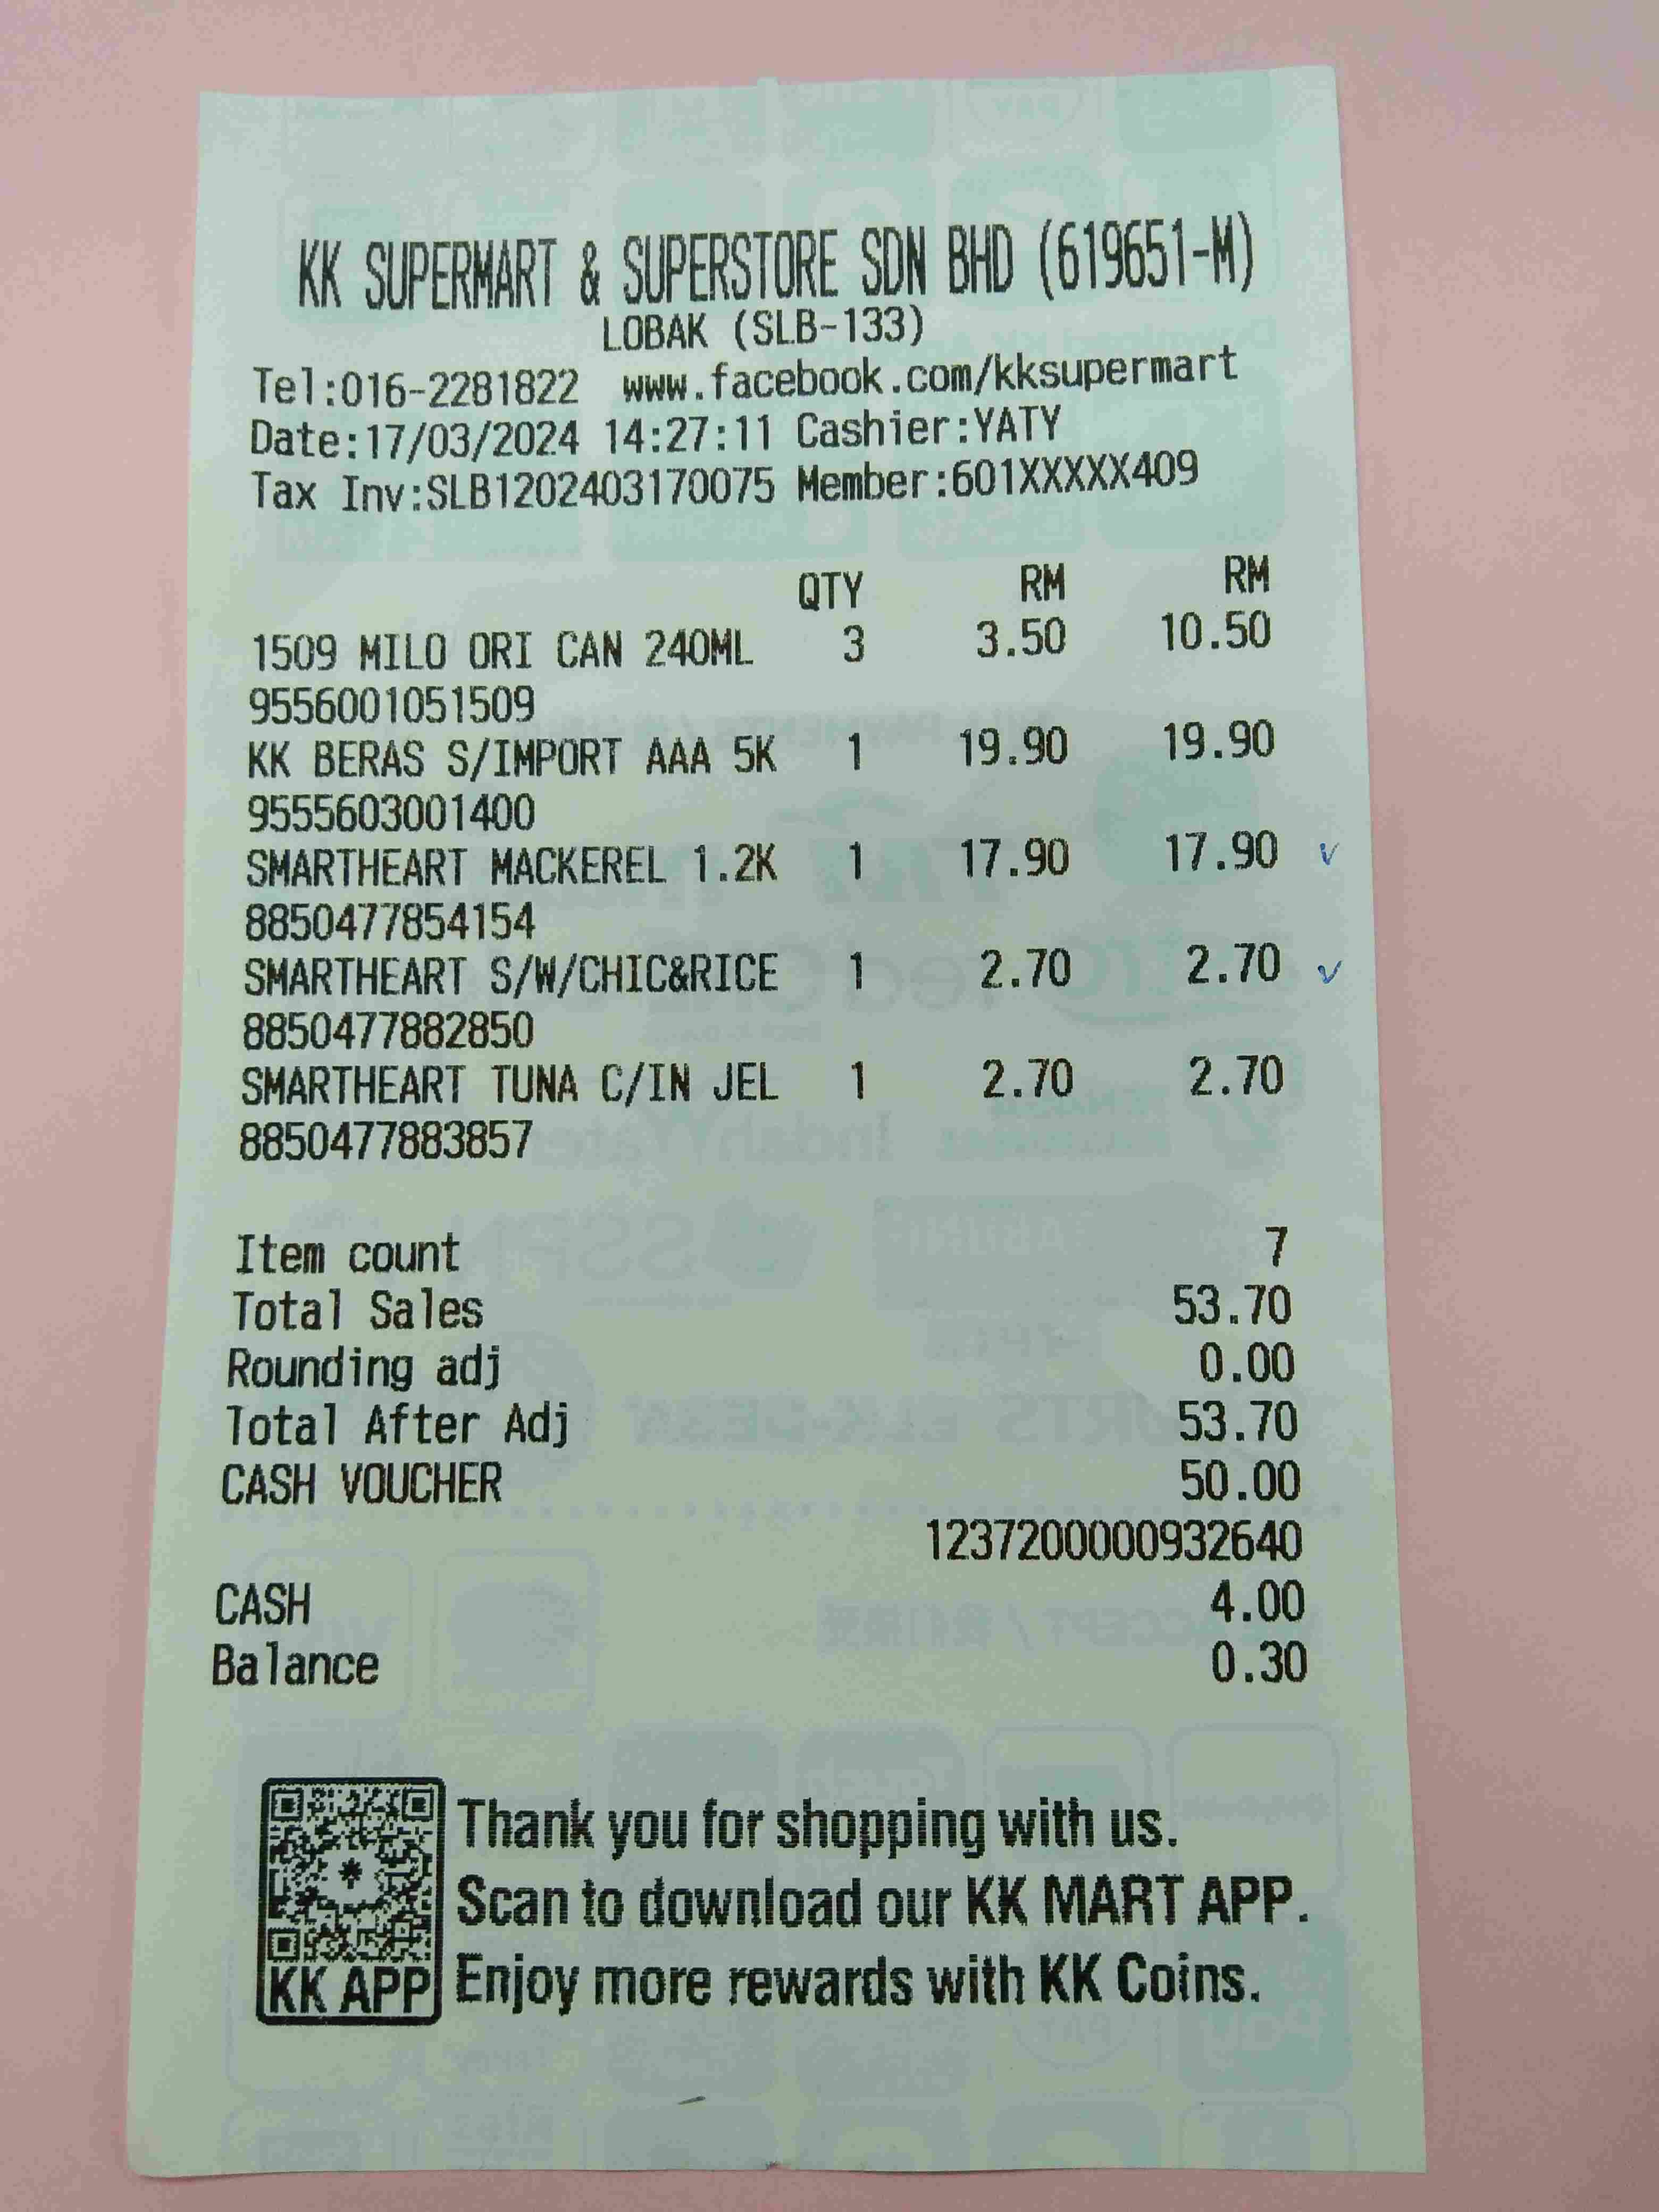 KK SUPERMART & SUPERSTORE SDN BHD (619651-M)
LOBAK (SLB-133)
Tel:016-2281822 www.facebook.com/kksupermart
Date:17/03/2024 14:27:11 Cashier:YATY
Tax Inv:SLB1202403170075 Member:601XXXXX409
QTY RM RM
1509 MILO ORI CAN 240ML 3 3.50 10.50
9556001051509
KK BERAS S/IMPORT AAA 5K 1 19.90 19.90
9555603001400
SMARTHEART MACKEREL 1.2K 1 17.90 17.90 ✓
8850477854154
SMARTHEART S/W/CHIC&RICE 1 2.70 2.70 ✓
8850477882850
SMARTHEART TUNA C/IN JEL 1 2.70 2.70
8850477883857
Item count 7
Total Sales 53.70
Rounding adj 0.00
Total After Adj 53.70
CASH VOUCHER 50.00
1237200000932640
CASH 4.00
Balance 0.30
Thank you for shopping with us.
Scan to download our KK MART APP.
KK APP Enjoy more rewards with KK Coins.